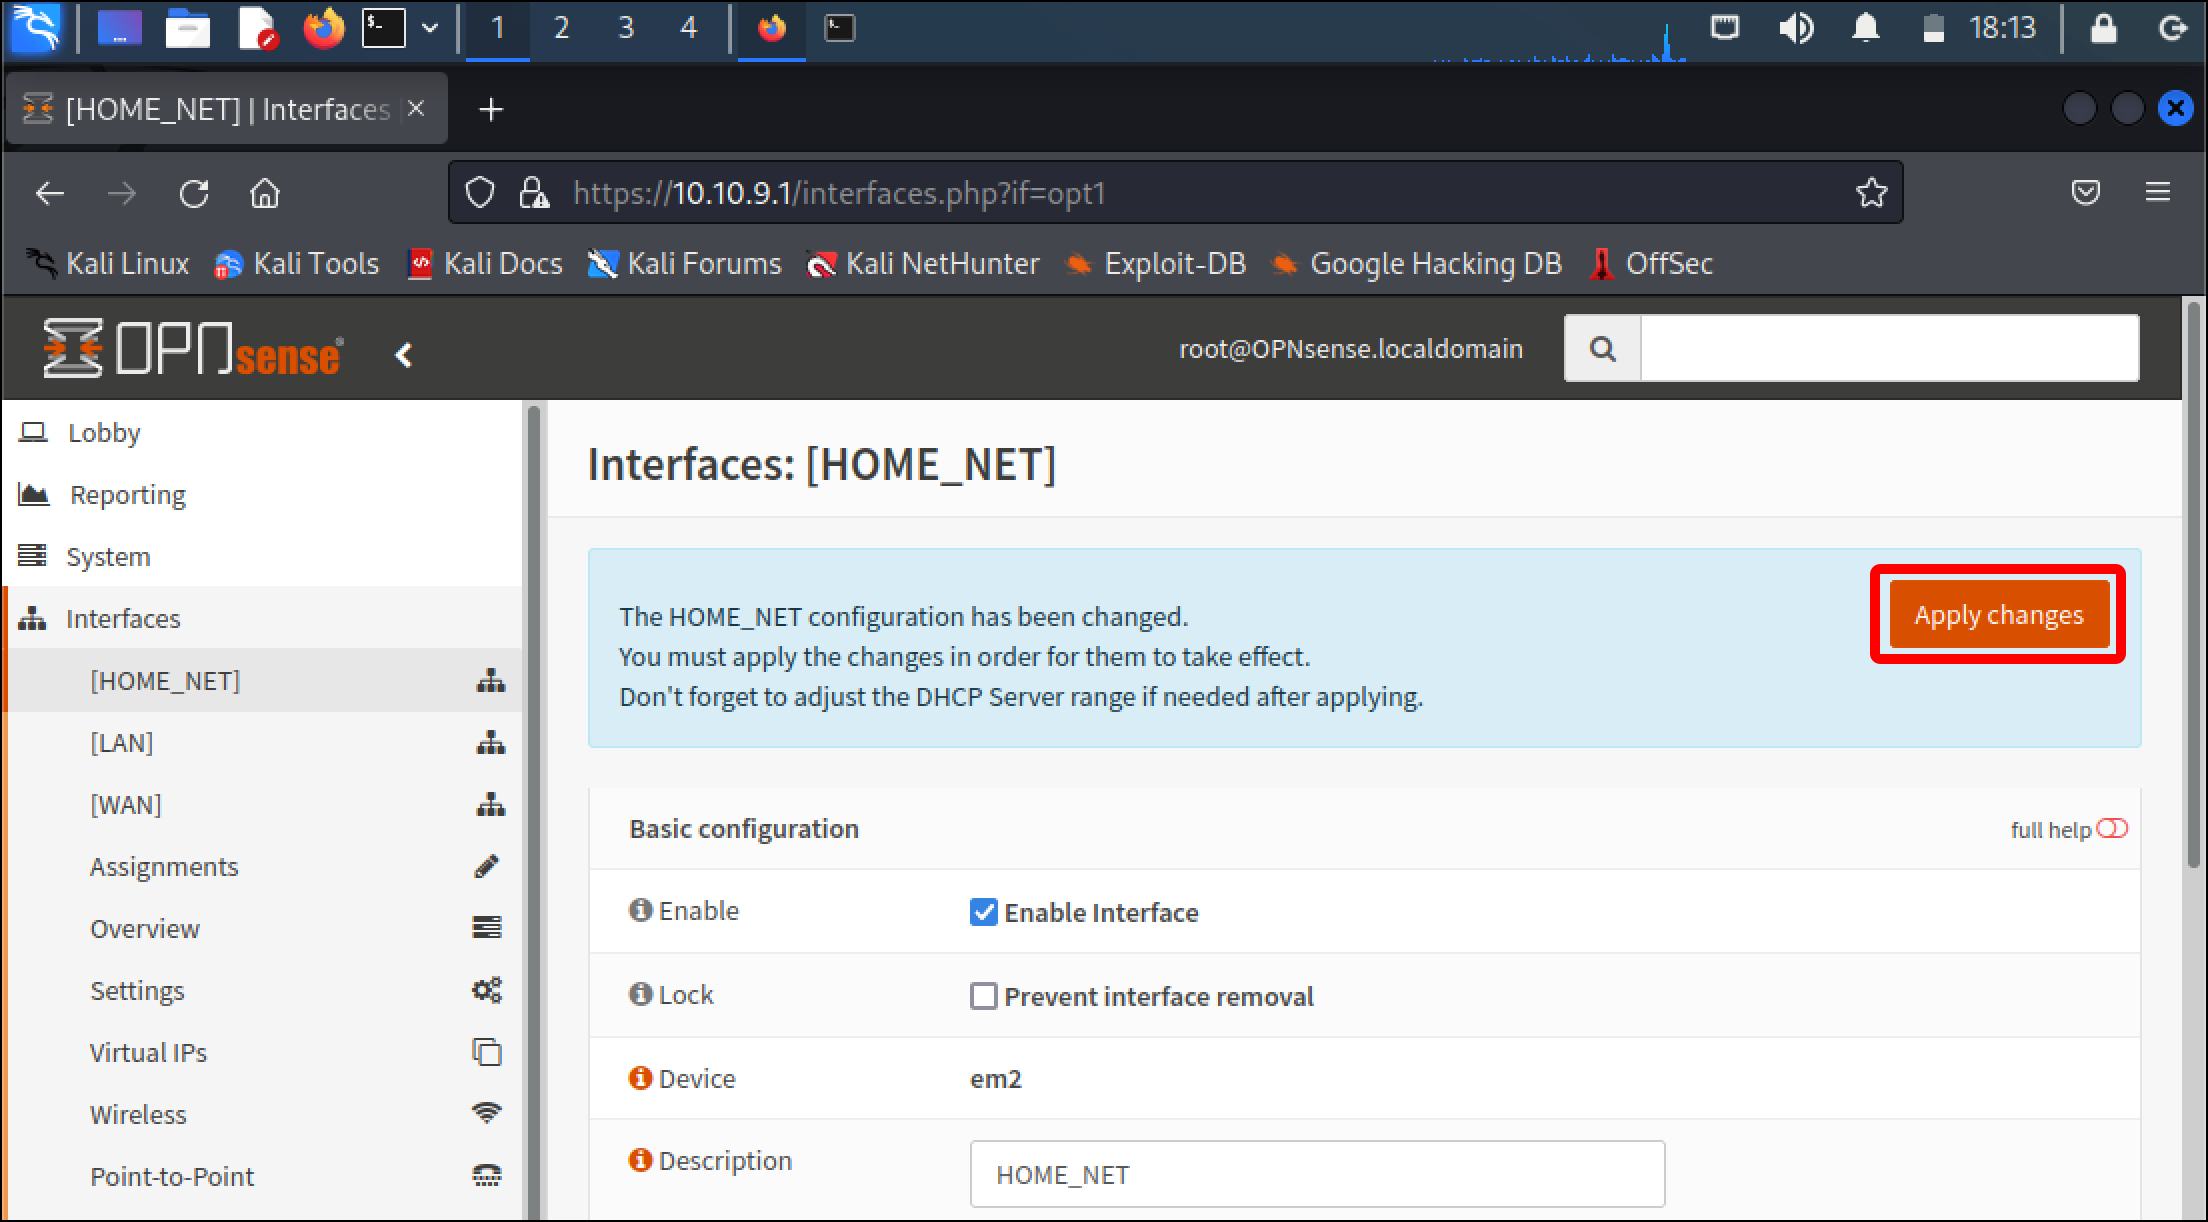 1 2 3 4 18:13
[HOME_NET] | Interfaces
https://10.10.9.1/interfaces.php?if=opt1
Kali Linux Kali Tools Kali Docs Kali Forums Kali NetHunter Exploit-DB Google Hacking DB OffSec
OPNsense® root@OPNsense.localdomain
Lobby
Reporting
System
Interfaces
[HOME_NET]
[LAN]
[WAN]
Assignments
Overview
Settings
Virtual IPs
Wireless
Point-to-Point
Interfaces: [HOME_NET]
The HOME_NET configuration has been changed.
You must apply the changes in order for them to take effect.
Don't forget to adjust the DHCP Server range if needed after applying.
Apply changes
Basic configuration full help
Enable Enable Interface
Lock Prevent interface removal
Device em2
Description HOME_NET